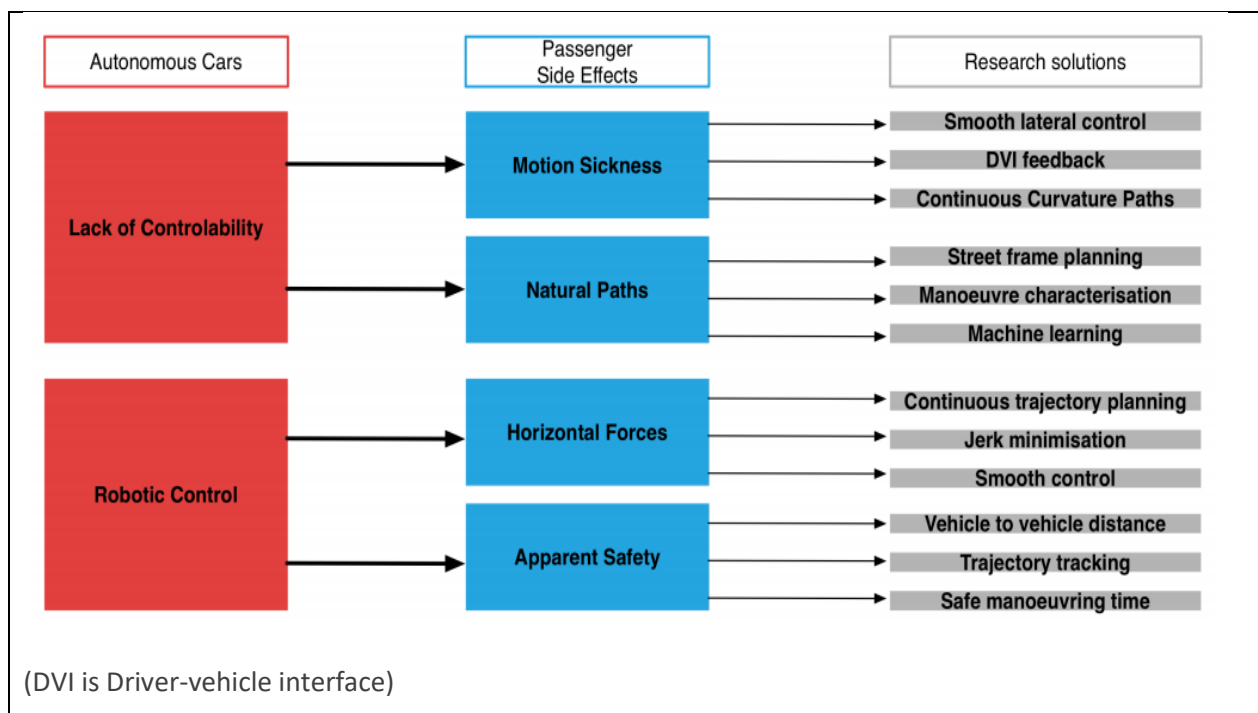 Autonomous Cars
Passenger
Side Effects
Research solutions
Lack of Controlability
Motion Sickness
Smooth lateral control
DVI feedback
Continuous Curvature Paths
Natural Paths
Street frame planning
Manoeuvre characterisation
Machine learning
Robotic Control
Horizontal Forces
Continuous trajectory planning
Jerk minimisation
Smooth control
Apparent Safety
Vehicle to vehicle distance
Trajectory tracking
Safe manoeuvring time
(DVI is Driver-vehicle interface)